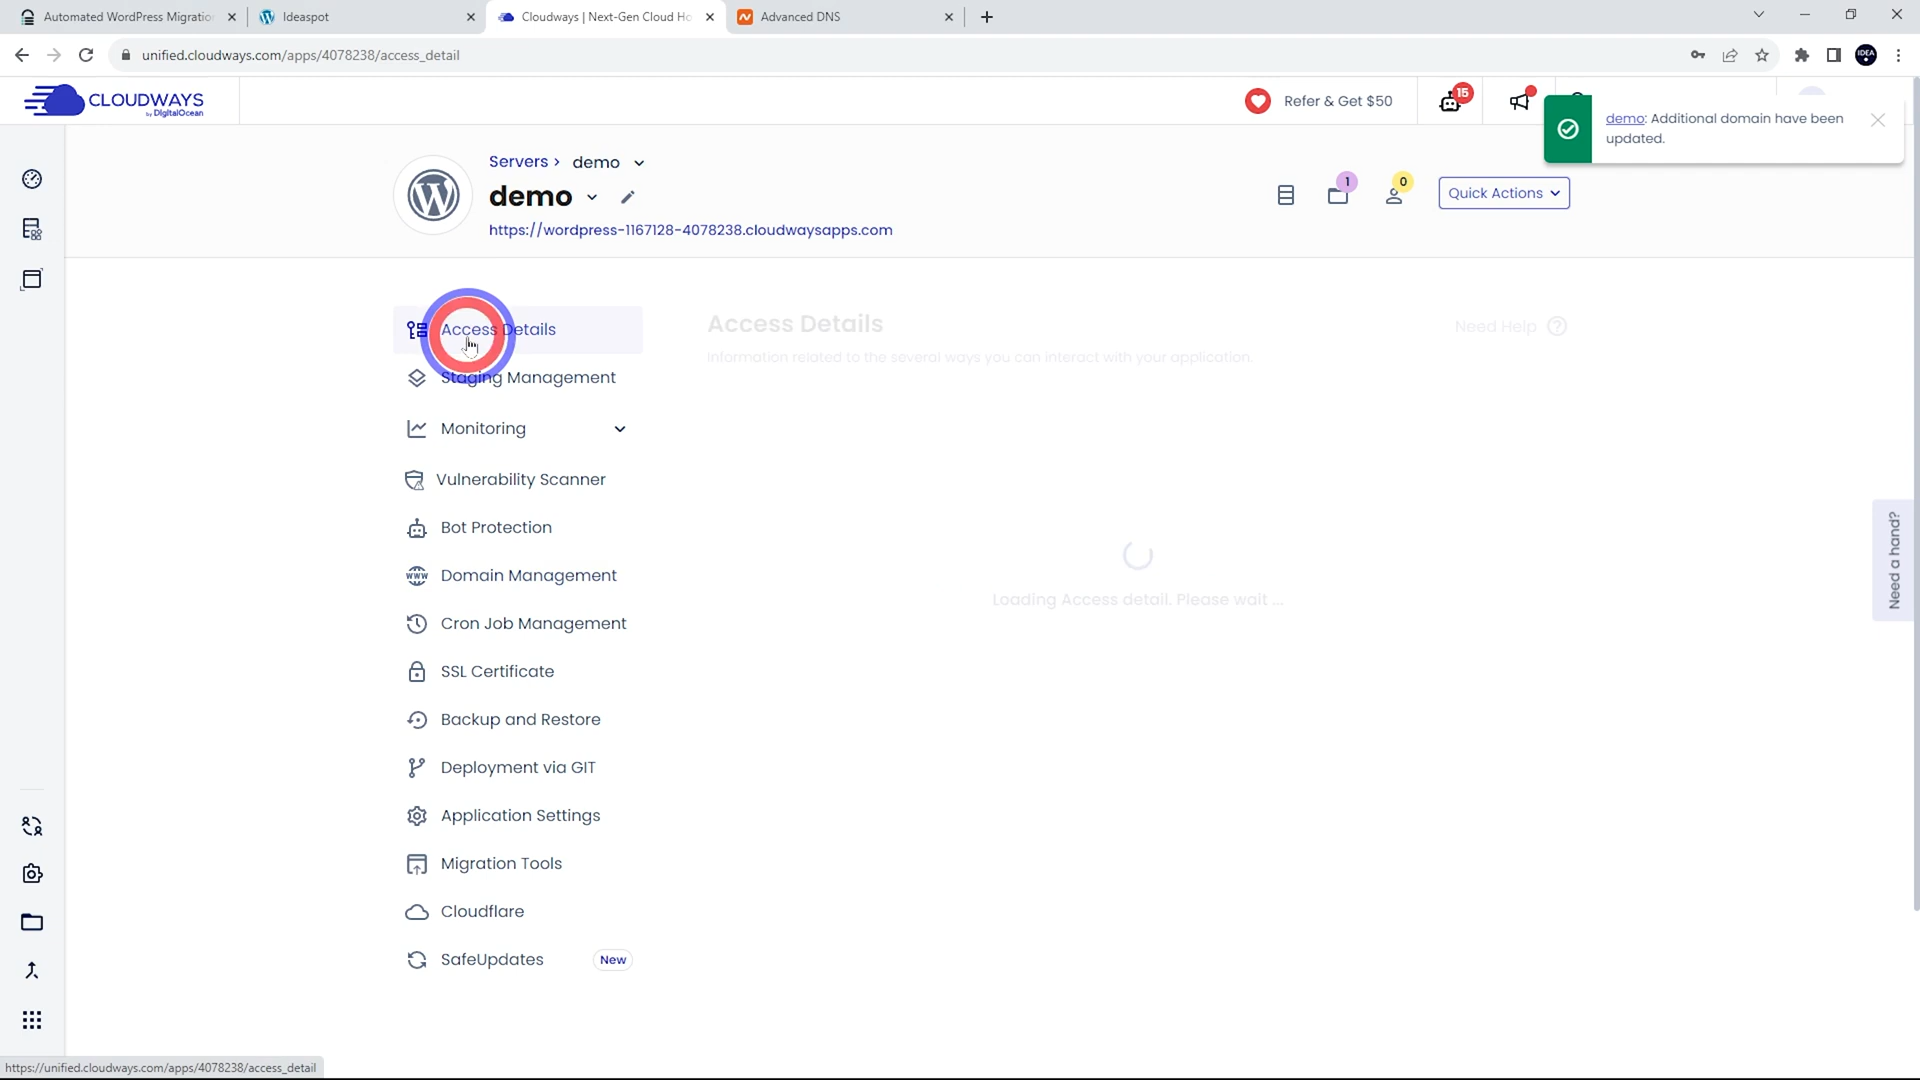 Automated WordPress Migration
Ideaspot
Cloudways | Next-Gen Cloud Ho
Advanced DNS
unified.cloudways.com/apps/4078238/access_detail
IDEA
CLOUDWAYS
by DigitalOcean
Refer & Get $50
15
demo: Additional domain have been
updated.
Servers › demo
demo
https://wordpress-1167128-4078238.cloudwaysapps.com
1
0
Quick Actions
Access Details
Staging Management
Monitoring
Vulnerability Scanner
Bot Protection
www
Domain Management
Cron Job Management
SSL Certificate
Backup and Restore
Deployment via GIT
Application Settings
Migration Tools
Cloudflare
SafeUpdates
New
Access Details
Need Help
Information related to the several ways you can interact with your application.
Loading Access detail. Please wait ...
Need a hand?
https://unified.cloudways.com/apps/4078238/access_detail